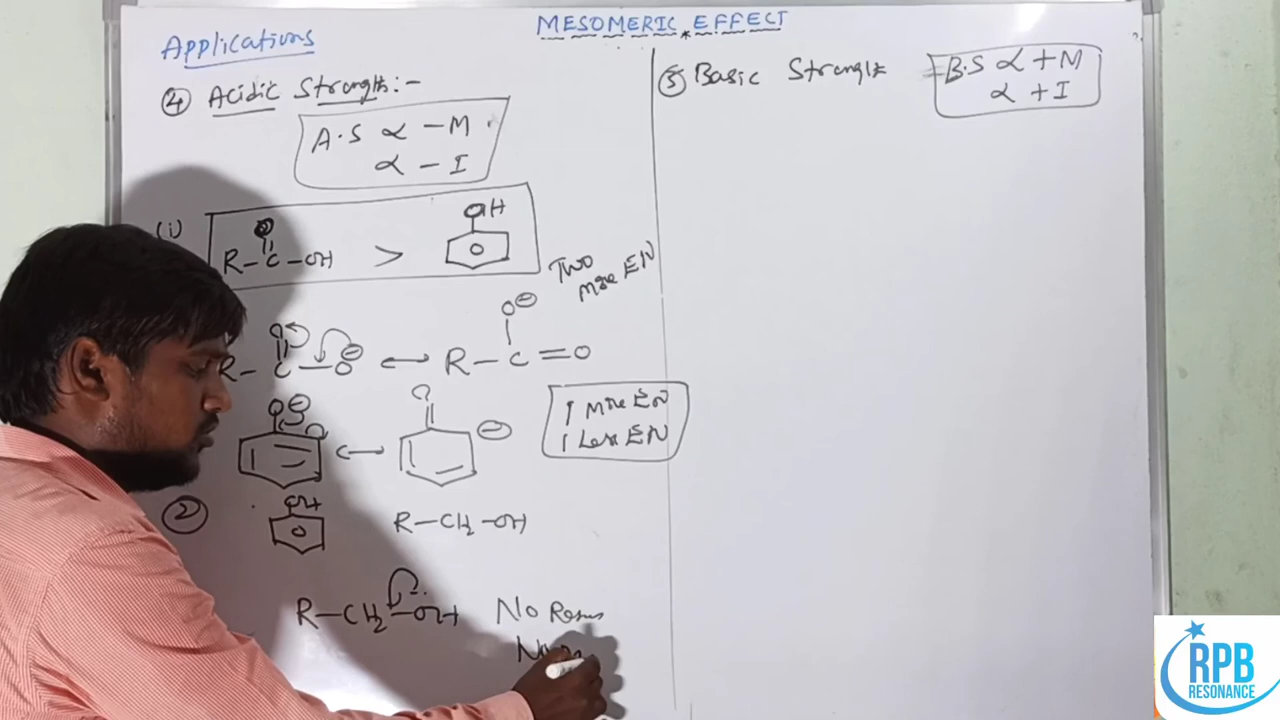 MESOMERIC EFFECT
Applications
④ Acidic Strength:-
A.S ∝ -M
∝ - I
(i)
R-C-OH
O
>
OH
Two
more EN
R C O ⊖ ⟷ R-C=O
O⊖
O⊖ ⟷ O ⊖
1 More EN
1 Less EN
②
OH
R-CH2-OH
R-CH2-OH No
⑤ Basic Strength
B.S ∝ +M
∝ +I
RPB
RESONANCE